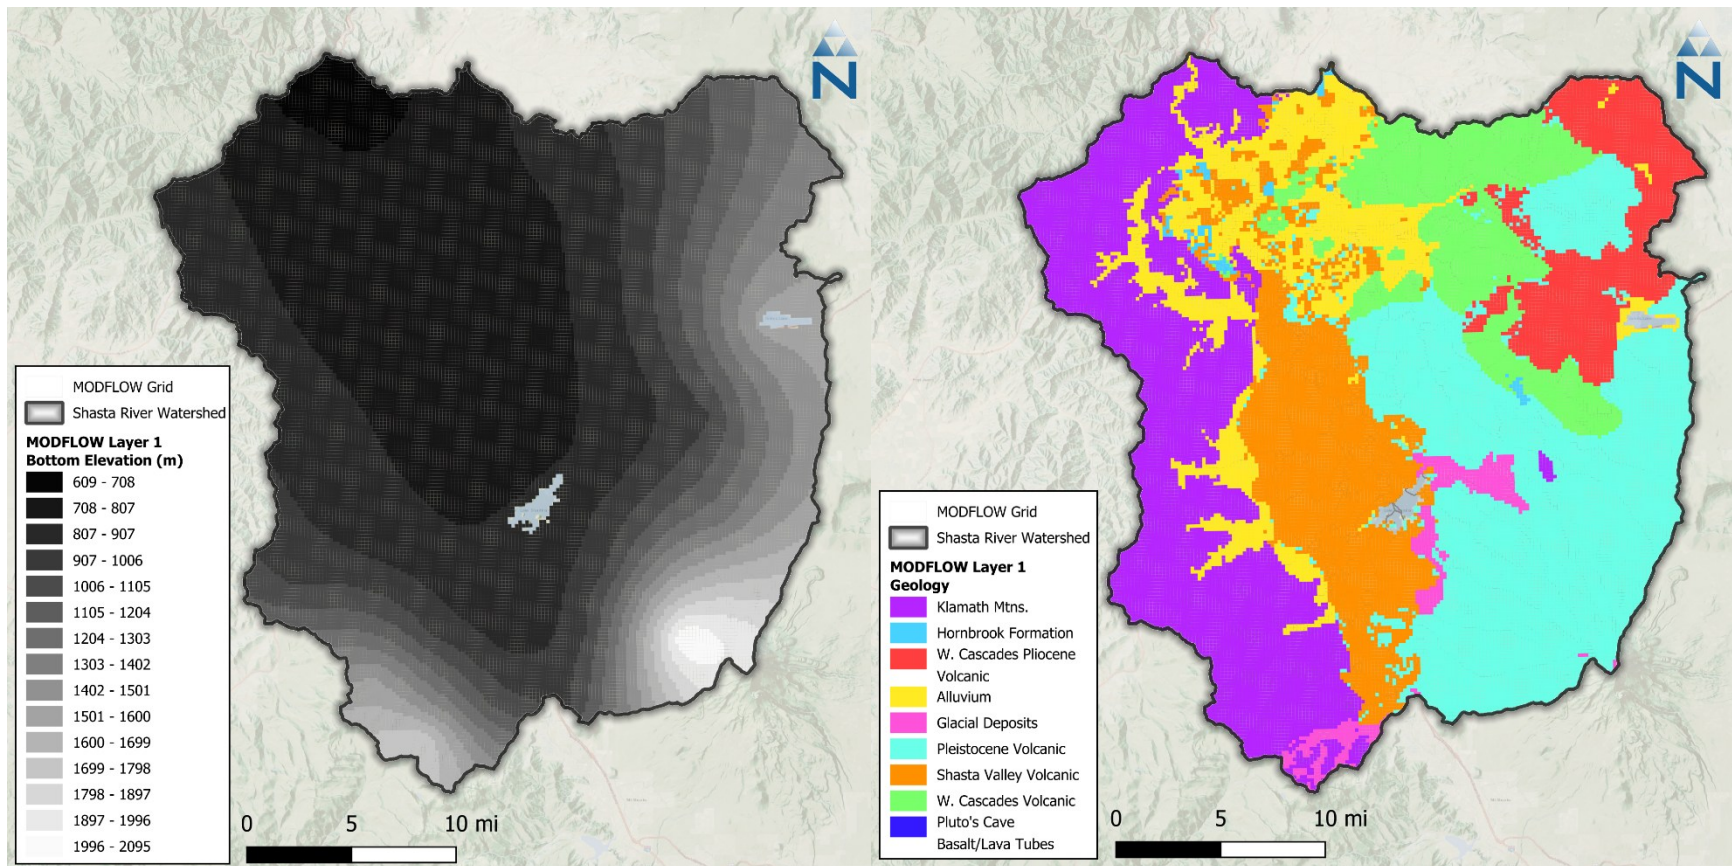 N
MODFLOW Grid
Shasta River Watershed
MODFLOW Layer 1
Bottom Elevation (m)
609 - 708
708 - 807
807 - 907
907 - 1006
1006 - 1105
1105 - 1204
1204 - 1303
1303 - 1402
1402 - 1501
1501 - 1600
1600 - 1699
1699 - 1798
1798 - 1897
1897 - 1996
1996 - 2095
0 5 10 mi
N
MODFLOW Grid
Shasta River Watershed
MODFLOW Layer 1
Geology
Klamath Mtns.
Hornbrook Formation
W. Cascades Pliocene
Volcanic
Alluvium
Glacial Deposits
Pleistocene Volcanic
Shasta Valley Volcanic
W. Cascades Volcanic
Pluto's Cave
Basalt/Lava Tubes
0 5 10 mi